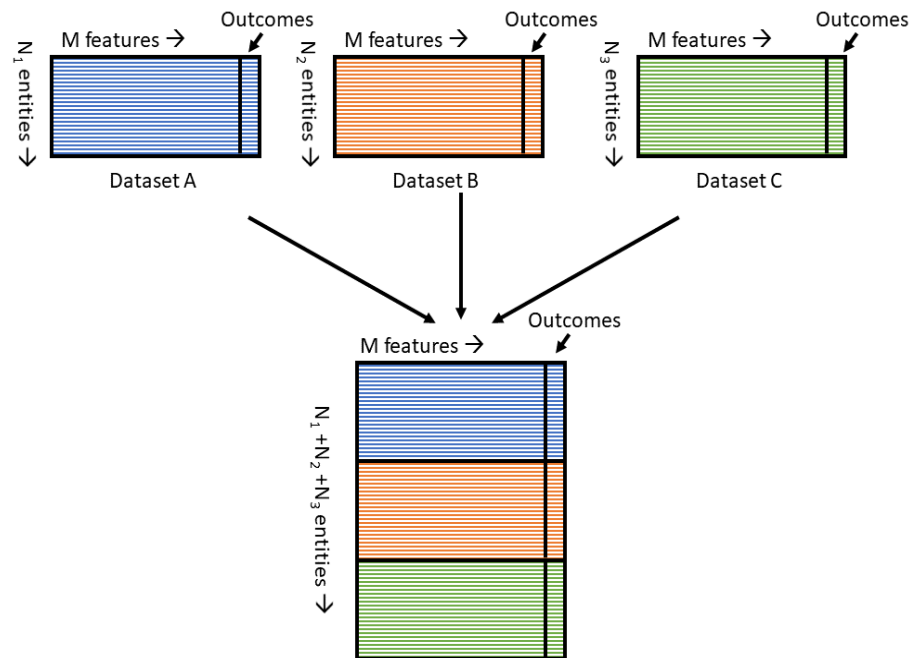 Outcomes
M features →
N₁ entities →
Dataset A
Outcomes
M features →
N₂ entities →
Dataset B
Outcomes
M features →
N₃ entities →
Dataset C
Outcomes
M features →
N₁ +N₂ +N₃ entities →